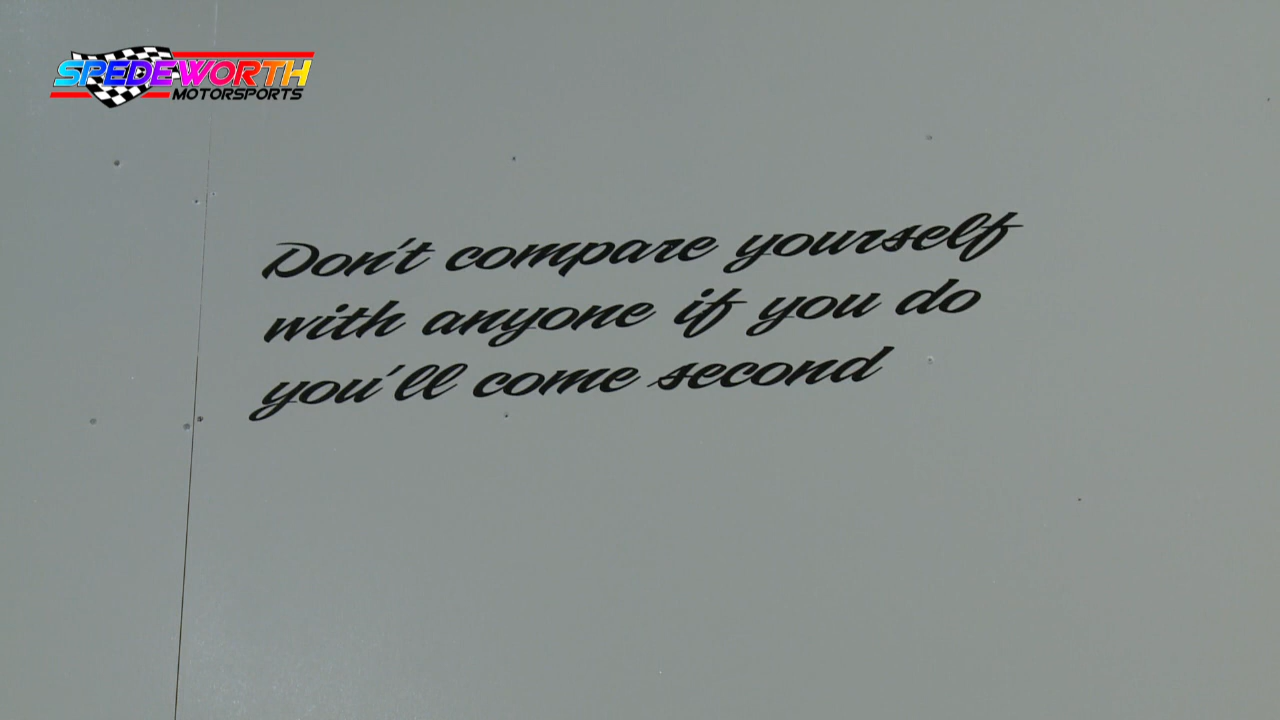 SPEDEWORTH
MOTORSPORTS
Don't compare yourself
with anyone if you do
you'll come second